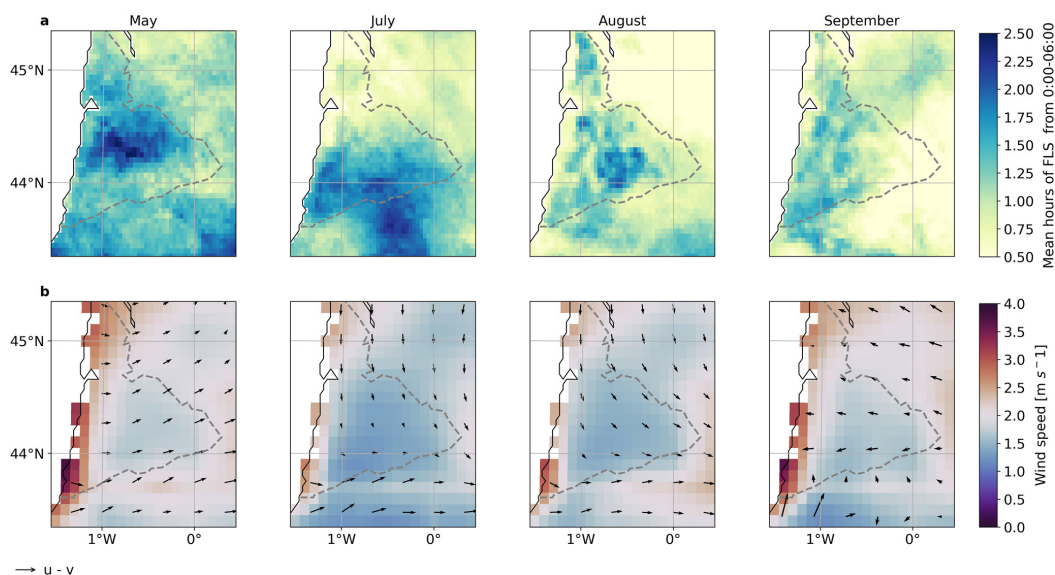 a
May
July
August
September
45°N
44°N
2.50
2.25
2.00
1.75
1.50
1.25
1.00
0.75
0.50
Mean hours of FLS from 0:00-06:00
b
45°N
44°N
1°W
0°
1°W
0°
1°W
0°
1°W
0°
4.0
3.5
3.0
2.5
2.0
1.5
1.0
0.5
0.0
Wind speed [m s⁻1]
u - v